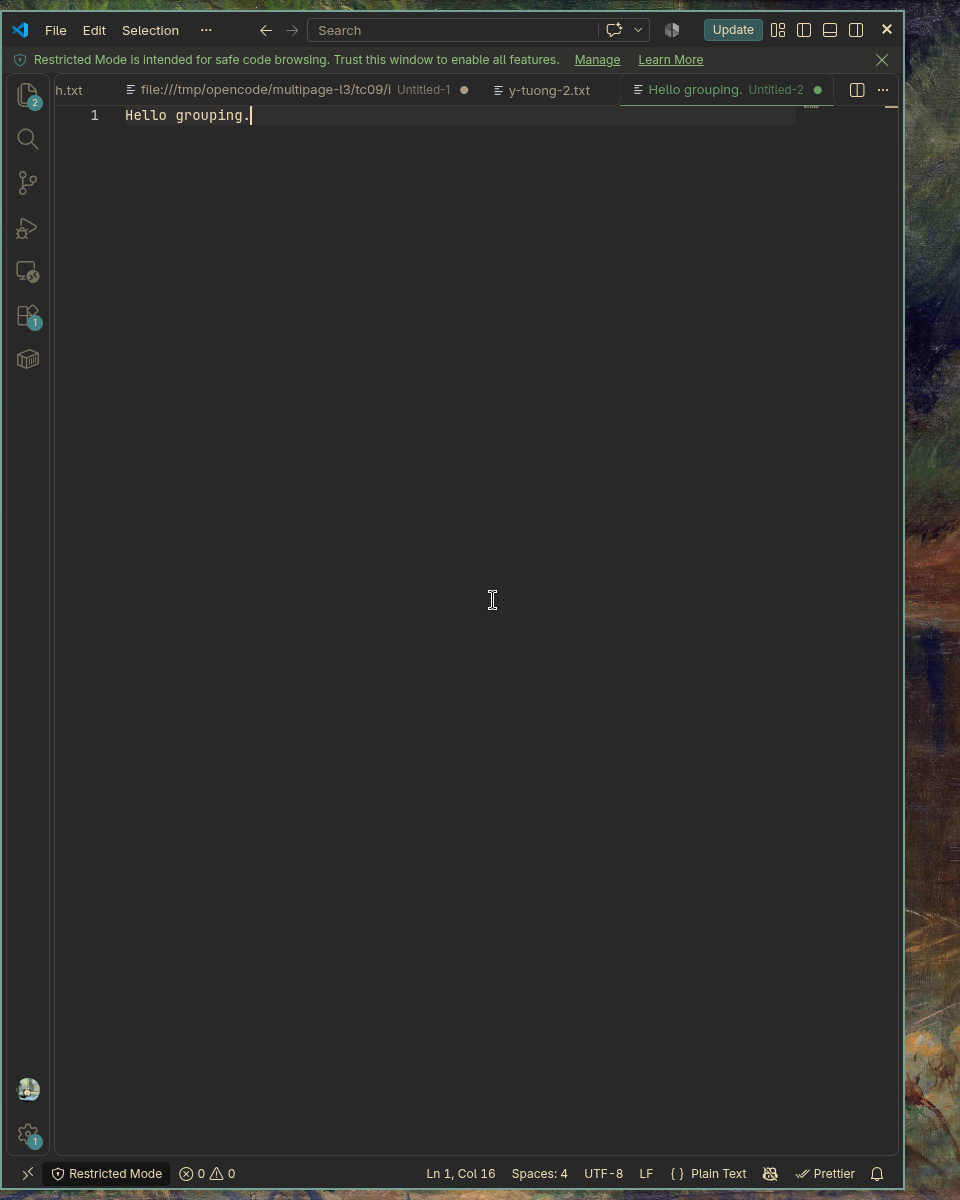 File Edit Selection ··· Search Update
Restricted Mode is intended for safe code browsing. Trust this window to enable all features. Manage Learn More
h.txt file:///tmp/opencode/multipage-l3/tc09/i Untitled-1 y-tuong-2.txt Hello grouping. Untitled-2 ···
1 Hello grouping.
2
1
1
Restricted Mode 0 0 Ln 1, Col 16 Spaces: 4 UTF-8 LF { } Plain Text Prettier